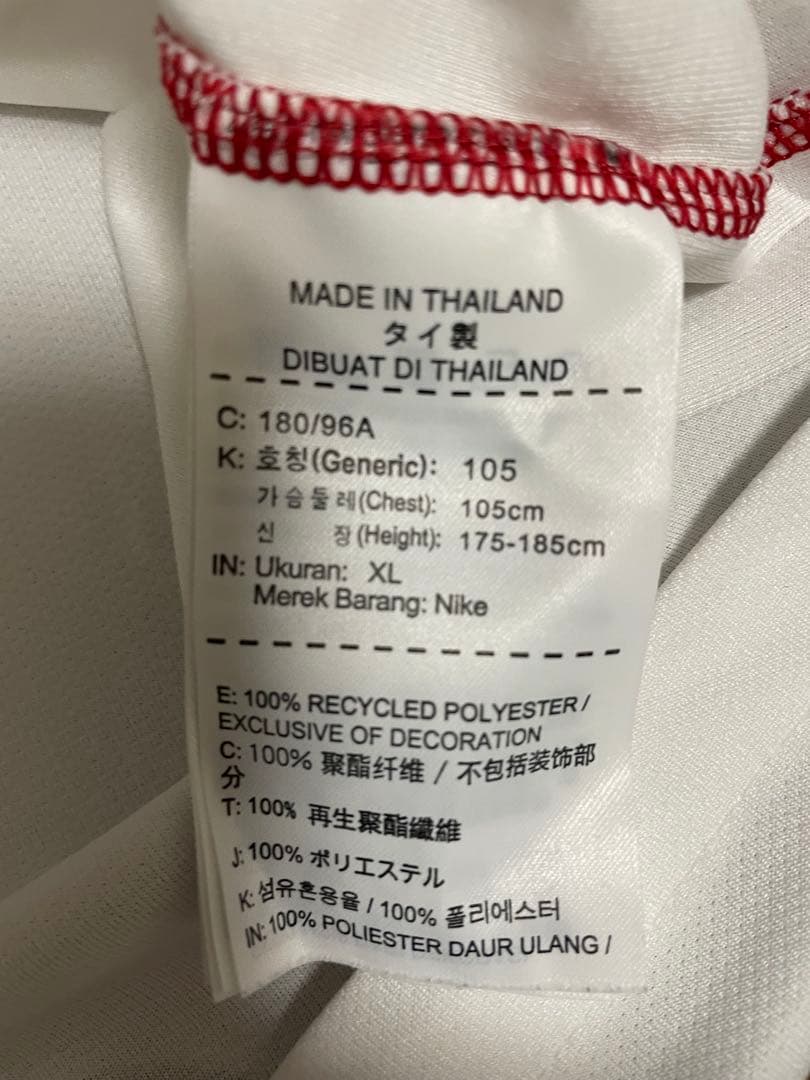 MADE IN THAILAND
タイ製
DIBUAT DI THAILAND
C: 180/96A
K: 호칭(Generic): 105
가슴둘레(Chest): 105cm
신 장(Height): 175-185cm
IN: Ukuran: XL
Merek Barang: Nike
E: 100% RECYCLED POLYESTER /
EXCLUSIVE OF DECORATION
C: 100% 聚酯纤维 / 不包括装饰部
分
T: 100% 再生聚酯纖維
J: 100% ポリエステル
K: 섬유혼용율 / 100% 폴리에스터
IN: 100% POLIESTER DAUR ULANG /